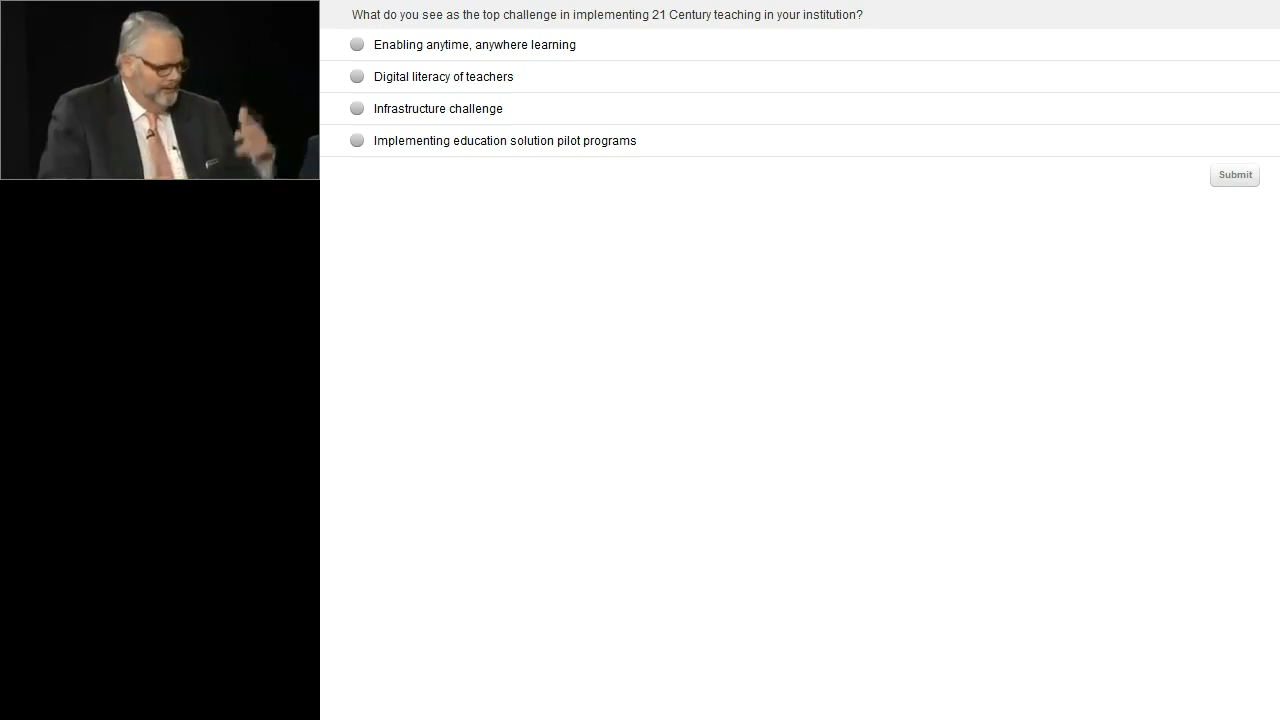 What do you see as the top challenge in implementing 21 Century teaching in your institution?
Enabling anytime, anywhere learning
Digital literacy of teachers
Infrastructure challenge
Implementing education solution pilot programs
Submit